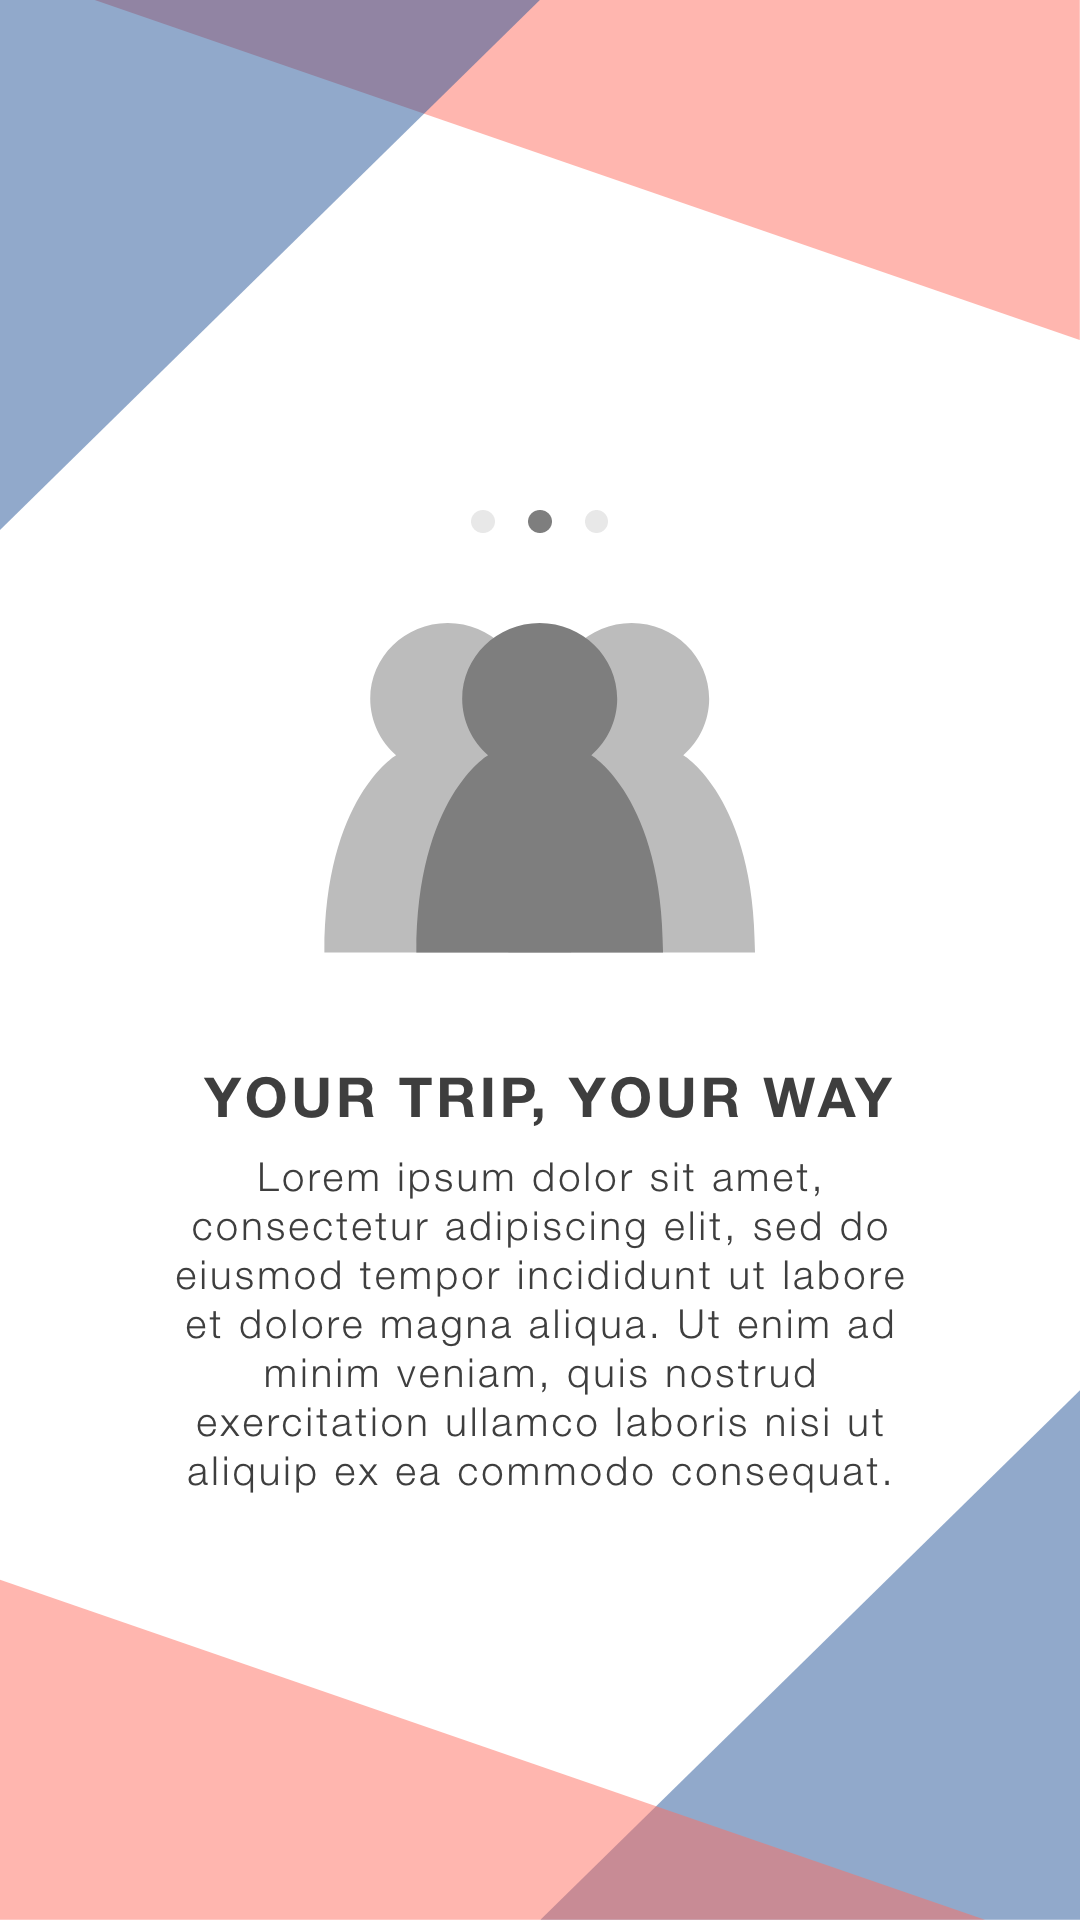 YOUR TRIP, YOUR WAY
Lorem ipsum dolor sit amet,
consectetur adipiscing elit, sed do
eiusmod tempor incididunt ut labore
et dolore magna aliqua. Ut enim ad
minim veniam, quis nostrud
exercitation ullamco laboris nisi ut
aliquip ex ea commodo consequat.